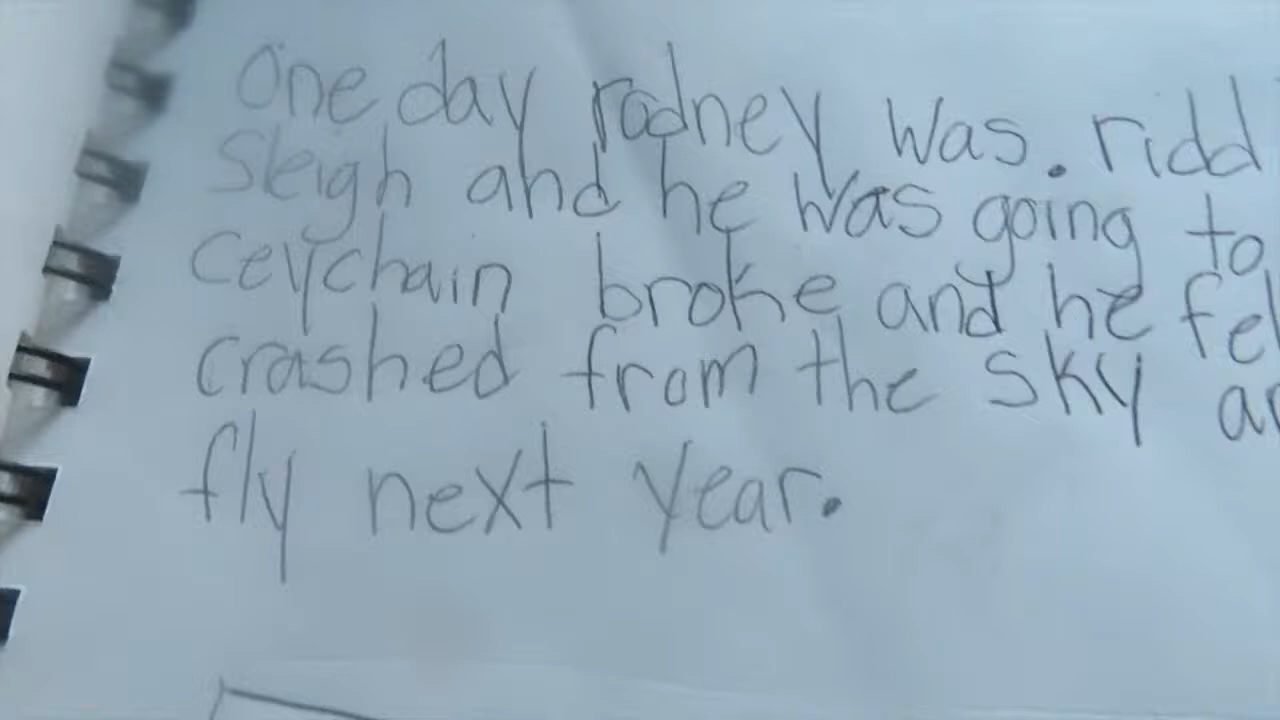 One day rodney was. ridd
Sleigh and he was going to
ceychain broke and he fel
crashed from the sky an
fly next year.